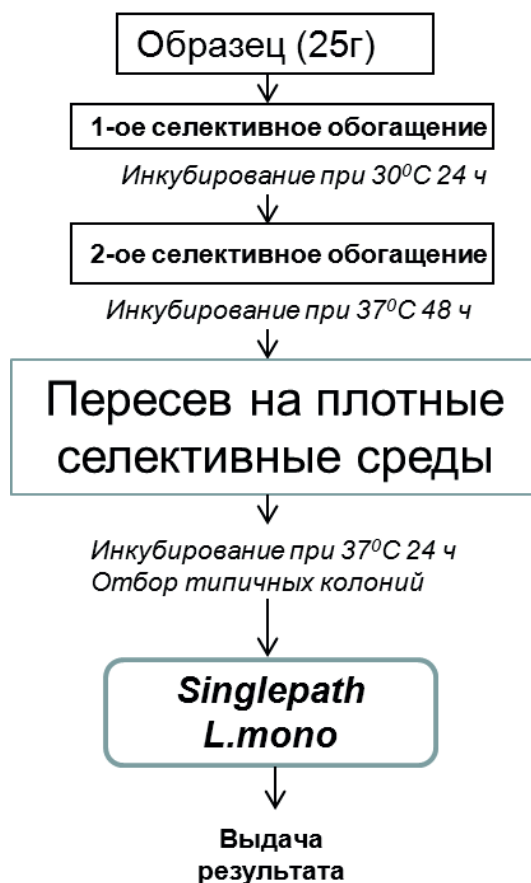 Образец (25г)
1-ое селективное обогащение
Инкубирование при 30⁰С 24 ч
2-ое селективное обогащение
Инкубирование при 37⁰С 48 ч
Пересев на плотные
селективные среды
Инкубирование при 37⁰С 24 ч
Отбор типичных колоний
Singlepath
L.mono
Выдача
результата